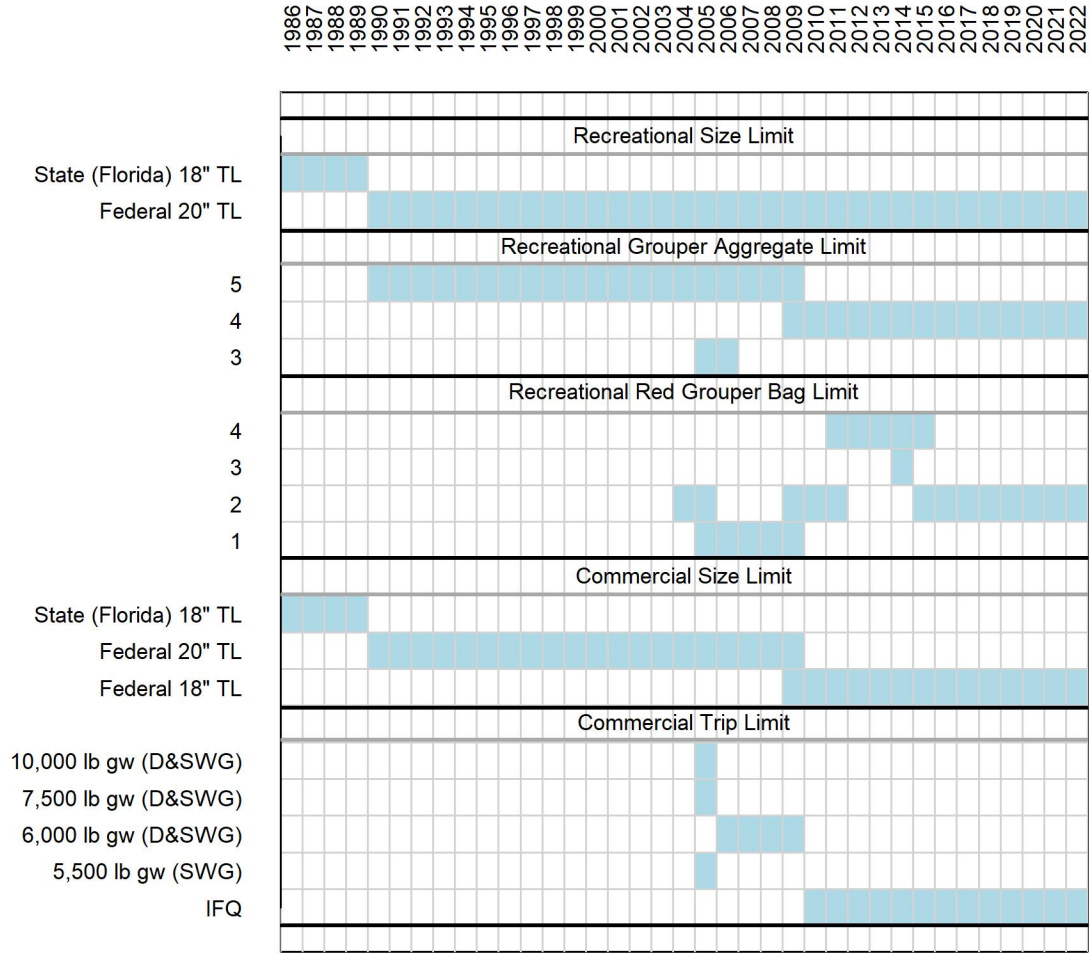 1986 1987 1988 1989 1990 1991 1992 1993 1994 1995 1996 1997 1998 1999 2000 2001 2002 2003 2004 2005 2006 2007 2008 2009 2010 2011 2012 2013 2014 2015 2016 2017 2018 2019 2020 2021 2022
Recreational Size Limit
State (Florida) 18" TL
Federal 20" TL
Recreational Grouper Aggregate Limit
5
4
3
Recreational Red Grouper Bag Limit
4
3
2
1
Commercial Size Limit
State (Florida) 18" TL
Federal 20" TL
Federal 18" TL
Commercial Trip Limit
10,000 lb gw (D&SWG)
7,500 lb gw (D&SWG)
6,000 lb gw (D&SWG)
5,500 lb gw (SWG)
IFQ